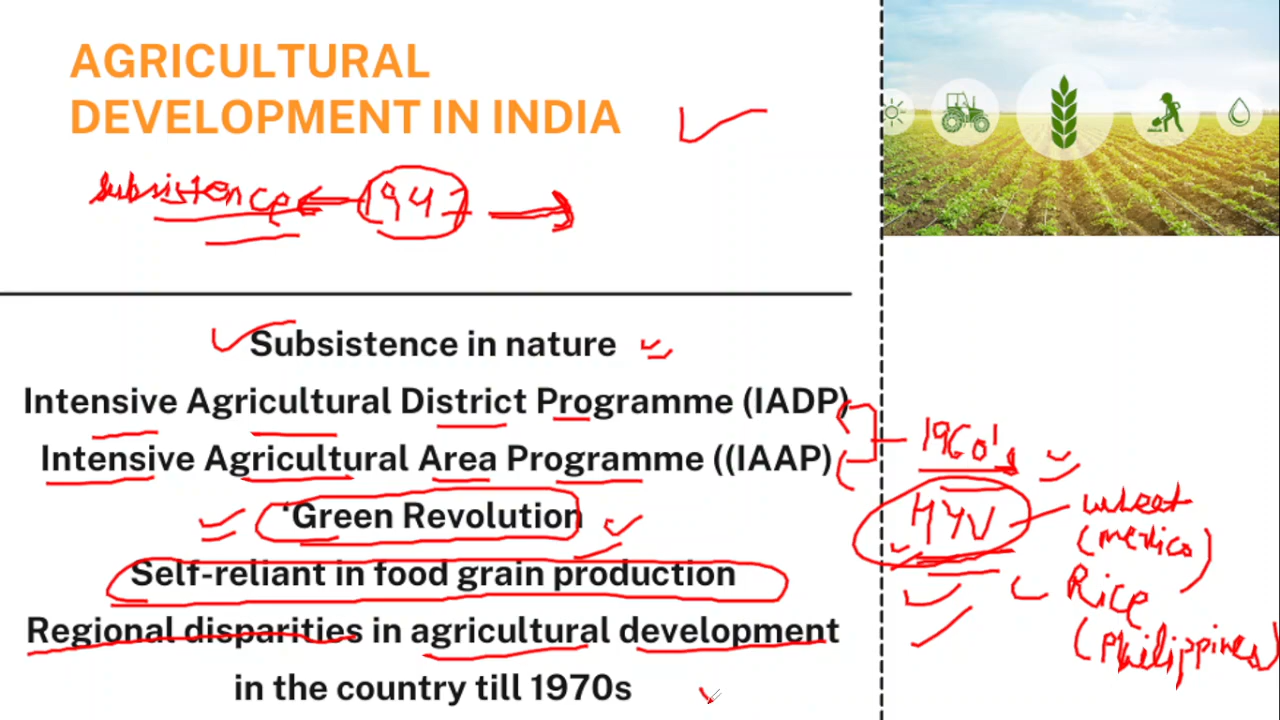 AGRICULTURAL
DEVELOPMENT IN INDIA
subsistence 1947
Subsistence in nature
Intensive Agricultural District Programme (IADP)
Intensive Agricultural Area Programme ((IAAP)
1960's
'Green Revolution
HYV
wheat
(mexico)
Self-reliant in food grain production
Rice
(Philippines)
Regional disparities in agricultural development
in the country till 1970s